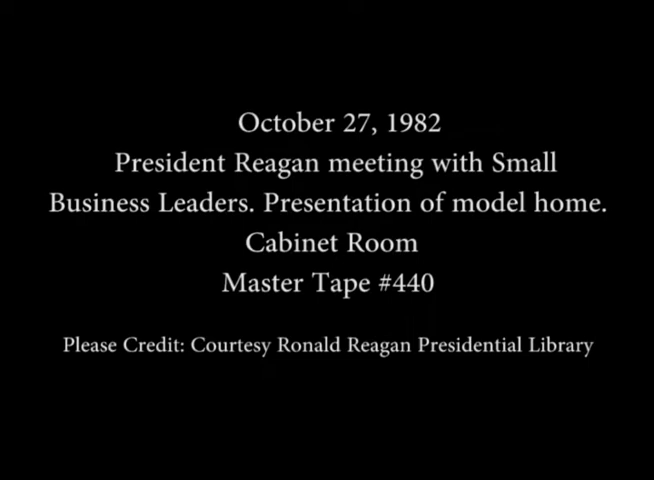 October 27, 1982
President Reagan meeting with Small
Business Leaders. Presentation of model home.
Cabinet Room
Master Tape #440
Please Credit: Courtesy Ronald Reagan Presidential Library